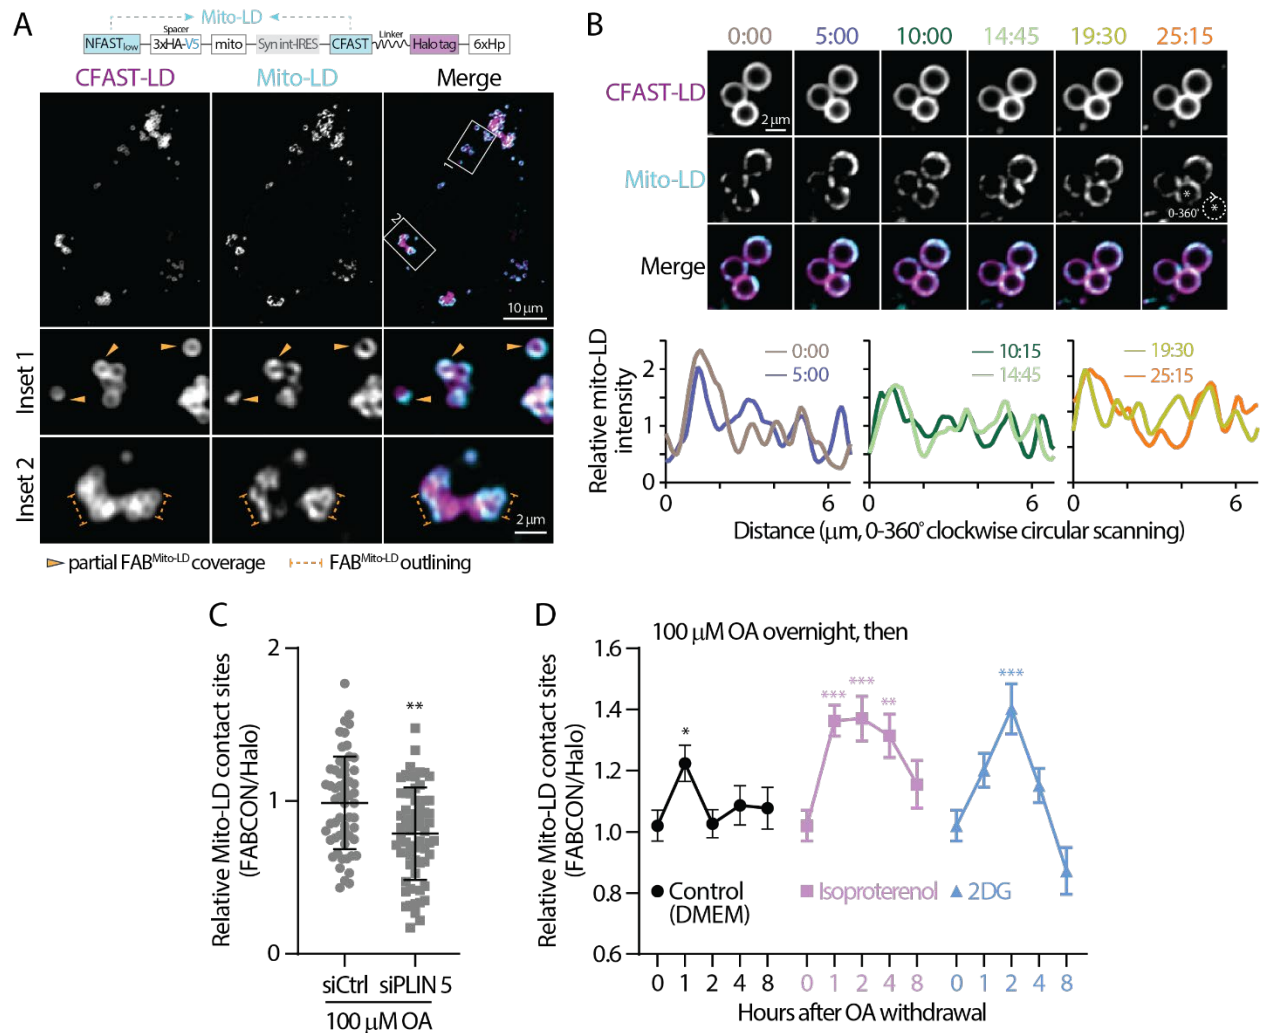 A
Mito-LD
Spacer
Linker
NFASTlow
3xHA-V5
mito
Syn int-IRES
CFAST
Halo tag
6xHp
CFAST-LD
Mito-LD
Merge
1
2
10 µm
Inset 1
Inset 2
2 µm
partial FABMito-LD coverage
FABMito-LD outlining
B
0:00 5:00 10:00 14:45 19:30 25:15
CFAST-LD
2 µm
Mito-LD
*
0-360°
*
Merge
Relative mito-LD
intensity
2
1
0
0:00
5:00
10:15
14:45
19:30
25:15
0 6 0 6 0 6
Distance (µm, 0-360° clockwise circular scanning)
C
Relative Mito-LD contact sites
(FABCON/Halo)
2
1
0
**
siCtrl siPLIN 5
100 µM OA
D
100 µM OA overnight, then
Relative Mito-LD contact sites
(FABCON/Halo)
1.6
1.4
1.2
1.0
0.8
0.6
*
*** *** **
***
Control
(DMEM)
Isoproterenol
2DG
0 1 2 4 8 0 1 2 4 8 0 1 2 4 8
Hours after OA withdrawal